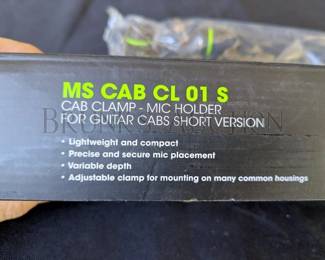 MS CAB CL 01 S
CAB CLAMP - MIC HOLDER
FOR GUITAR CABS SHORT VERSION
• Lightweight and compact
• Precise and secure mic placement
• Variable depth
• Adjustable clamp for mounting on many common housings